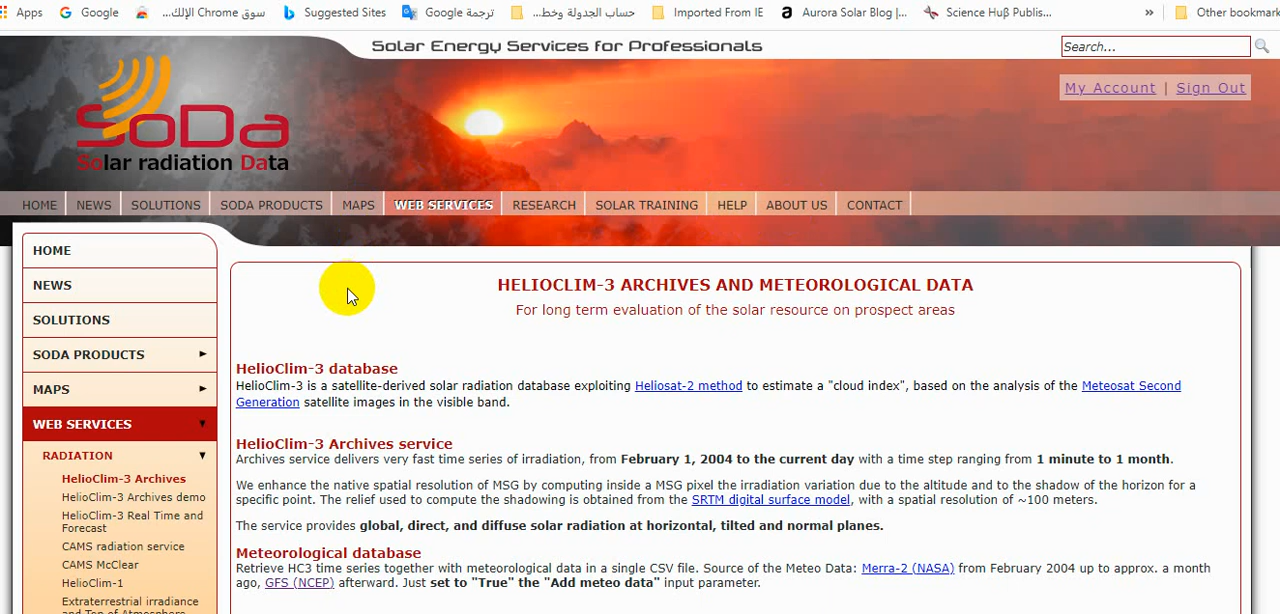 Apps Google سوق Chrome الإلك... Suggested Sites ترجمة Google حساب الجدولة وخط... Imported From IE Aurora Solar Blog |... Science Huβ Publis... » Other bookmark
Solar Energy Services for Professionals
Search...
My Account | Sign Out
SoDa
Solar radiation Data
HOME NEWS SOLUTIONS SODA PRODUCTS MAPS WEB SERVICES RESEARCH SOLAR TRAINING HELP ABOUT US CONTACT
HOME
NEWS
SOLUTIONS
SODA PRODUCTS
MAPS
WEB SERVICES
RADIATION
HelioClim-3 Archives
HelioClim-3 Archives demo
HelioClim-3 Real Time and
Forecast
CAMS radiation service
CAMS McClear
HelioClim-1
Extraterrestrial irradiance
and Top of Atmosphere
HELIOCLIM-3 ARCHIVES AND METEOROLOGICAL DATA
For long term evaluation of the solar resource on prospect areas
HelioClim-3 database
HelioClim-3 is a satellite-derived solar radiation database exploiting Heliosat-2 method to estimate a "cloud index", based on the analysis of the Meteosat Second
Generation satellite images in the visible band.
HelioClim-3 Archives service
Archives service delivers very fast time series of irradiation, from February 1, 2004 to the current day with a time step ranging from 1 minute to 1 month.
We enhance the native spatial resolution of MSG by computing inside a MSG pixel the irradiation variation due to the altitude and to the shadow of the horizon for a
specific point. The relief used to compute the shadowing is obtained from the SRTM digital surface model, with a spatial resolution of ~100 meters.
The service provides global, direct, and diffuse solar radiation at horizontal, tilted and normal planes.
Meteorological database
Retrieve HC3 time series together with meteorological data in a single CSV file. Source of the Meteo Data: Merra-2 (NASA) from February 2004 up to approx. a month
ago, GFS (NCEP) afterward. Just set to "True" the "Add meteo data" input parameter.